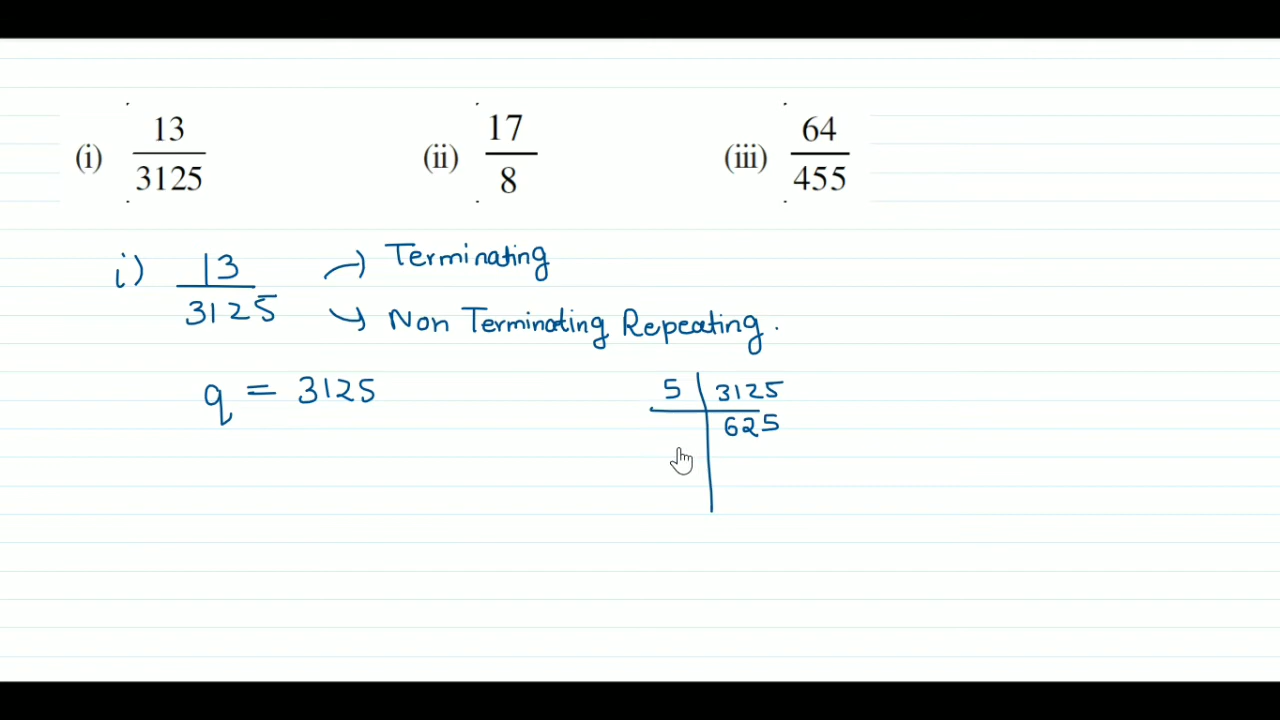 (i) 13/3125 (ii) 17/8 (iii) 64/455
i) 13/3125 → Terminating
→ Non Terminating Repeating.
q = 3125
5 | 3125
625